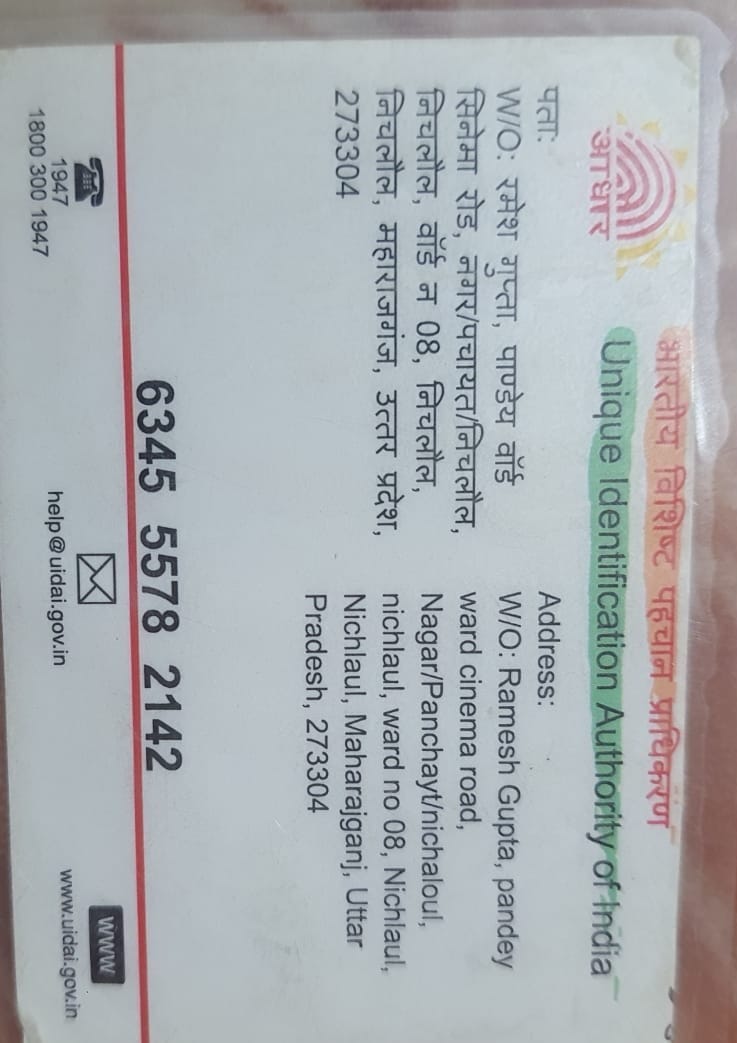 भारतीय विशिष्ट पहचान प्राधिकरण
Unique Identification Authority of India
आधार
पता:
W/O: रमेश गुप्ता, पाण्डेय वॉर्ड
सिनेमा रोड, नगर/पचायत/निचलौल,
निचलौल, वॉर्ड न 08, निचलौल,
निचलौल, महाराजगंज, उत्तर प्रदेश,
273304
Address:
W/O: Ramesh Gupta, pandey
ward cinema road,
Nagar/Panchayt/nichaloul,
nichlaul, ward no 08, Nichlaul,
Nichlaul, Maharajganj, Uttar
Pradesh, 273304
6345 5578 2142
1947
1800 300 1947
help@uidai.gov.in
www
www.uidai.gov.in